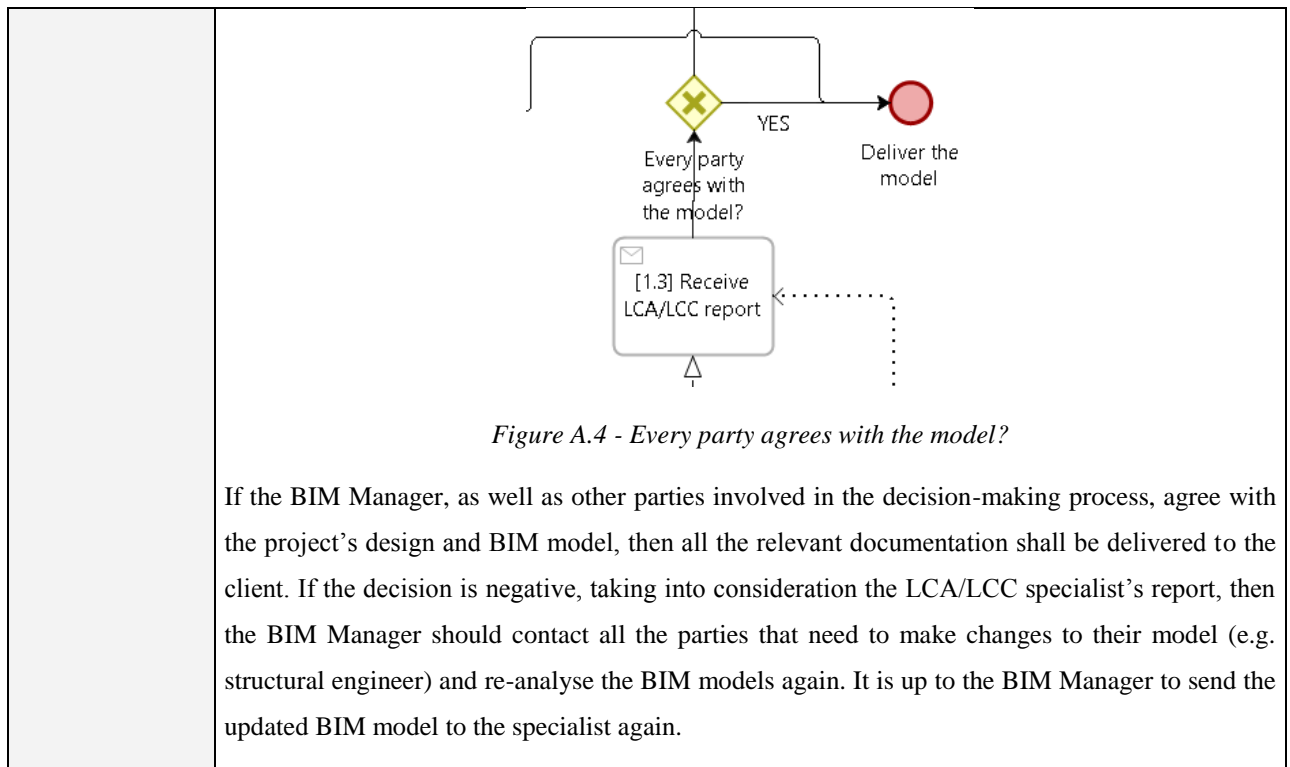 YES
Every party
agrees with
the model?
Deliver the
model
[1.3] Receive
LCA/LCC report
Figure A.4 - Every party agrees with the model?
If the BIM Manager, as well as other parties involved in the decision-making process, agree with
the project’s design and BIM model, then all the relevant documentation shall be delivered to the
client. If the decision is negative, taking into consideration the LCA/LCC specialist’s report, then
the BIM Manager should contact all the parties that need to make changes to their model (e.g.
structural engineer) and re-analyse the BIM models again. It is up to the BIM Manager to send the
updated BIM model to the specialist again.